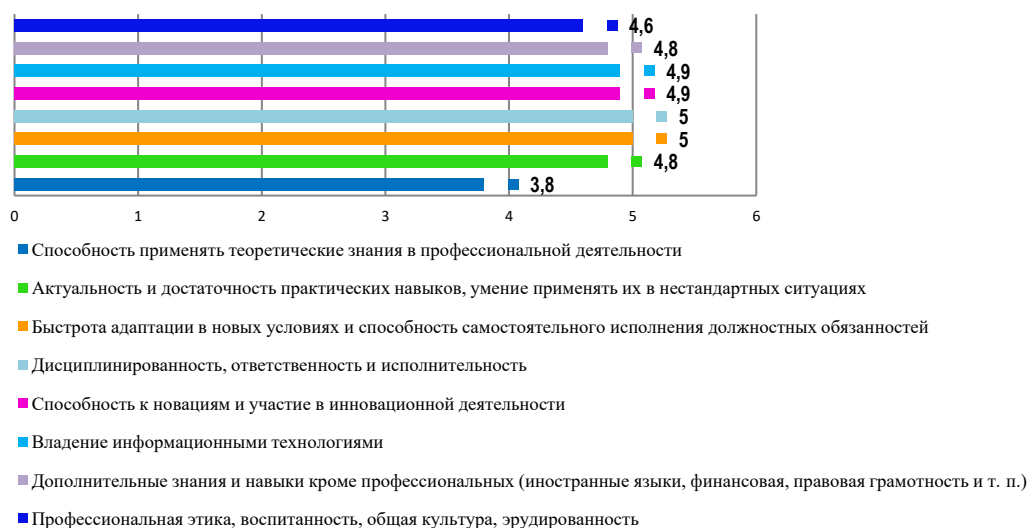 4,6
4,8
4,9
4,9
5
5
4,8
3,8
0 1 2 3 4 5 6
Способность применять теоретические знания в профессиональной деятельности
Актуальность и достаточность практических навыков, умение применять их в нестандартных ситуациях
Быстрота адаптации в новых условиях и способность самостоятельного исполнения должностных обязанностей
Дисциплинированность, ответственность и исполнительность
Способность к новациям и участие в инновационной деятельности
Владение информационными технологиями
Дополнительные знания и навыки кроме профессиональных (иностранные языки, финансовая, правовая грамотность и т. п.)
Профессиональная этика, воспитанность, общая культура, эрудированность